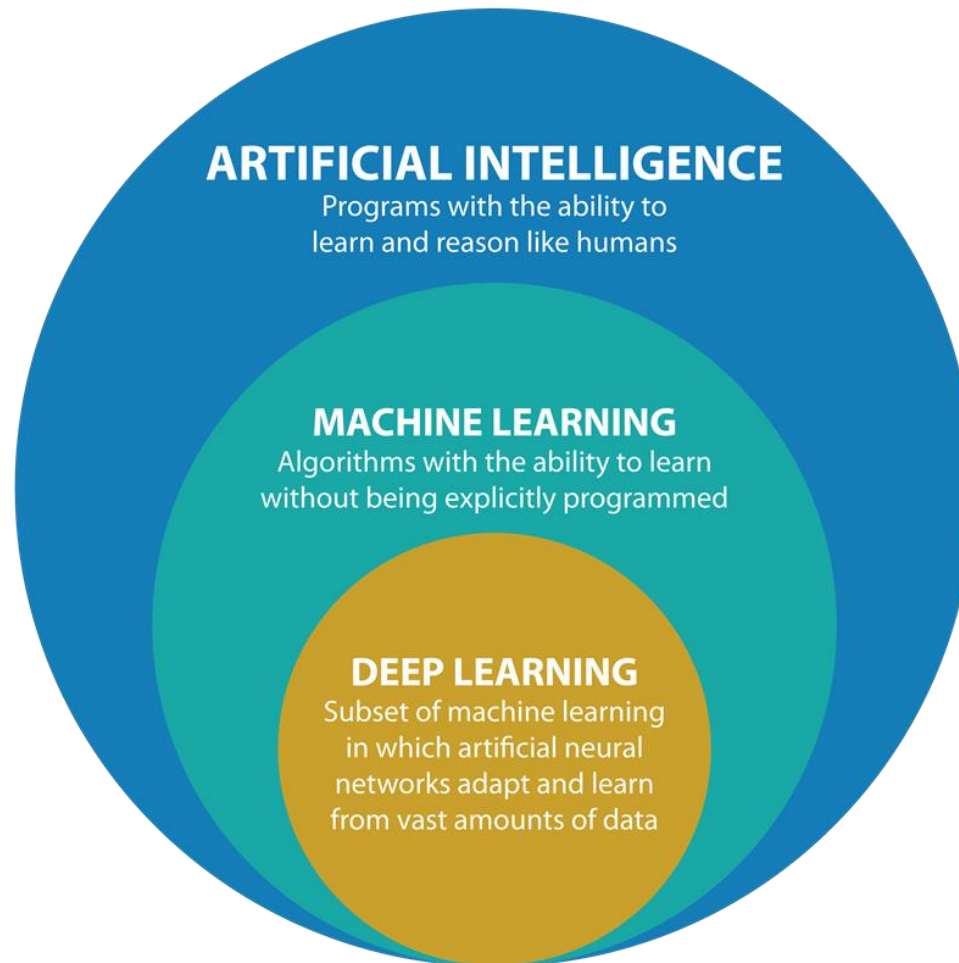 ARTIFICIAL INTELLIGENCE
Programs with the ability to
learn and reason like humans
MACHINE LEARNING
Algorithms with the ability to learn
without being explicitly programmed
DEEP LEARNING
Subset of machine learning
in which artificial neural
networks adapt and learn
from vast amounts of data